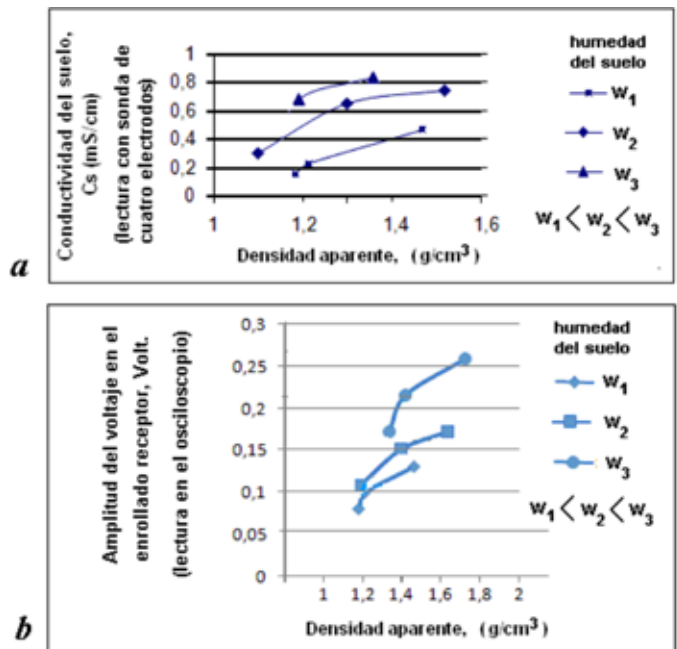 a
Conductividad del suelo,
Cs (mS/cm)
(lectura con sonda de
cuatro electrodos)
1
0,8
0,6
0,4
0,2
0
1
1,2
1,4
1,6
Densidad aparente, (g/cm³)
humedad
del suelo
w₁
w₂
w₃
w₁ < w₂ < w₃
b
Amplitud del voltaje en el
enrollado receptor, Volt.
(lectura en el osciloscopio)
0,3
0,25
0,2
0,15
0,1
0,05
0
1
1,2
1,4
1,6
1,8
2
Densidad aparente, (g/cm³)
humedad
del suelo
w₁
w₂
w₃
w₁ < w₂ < w₃